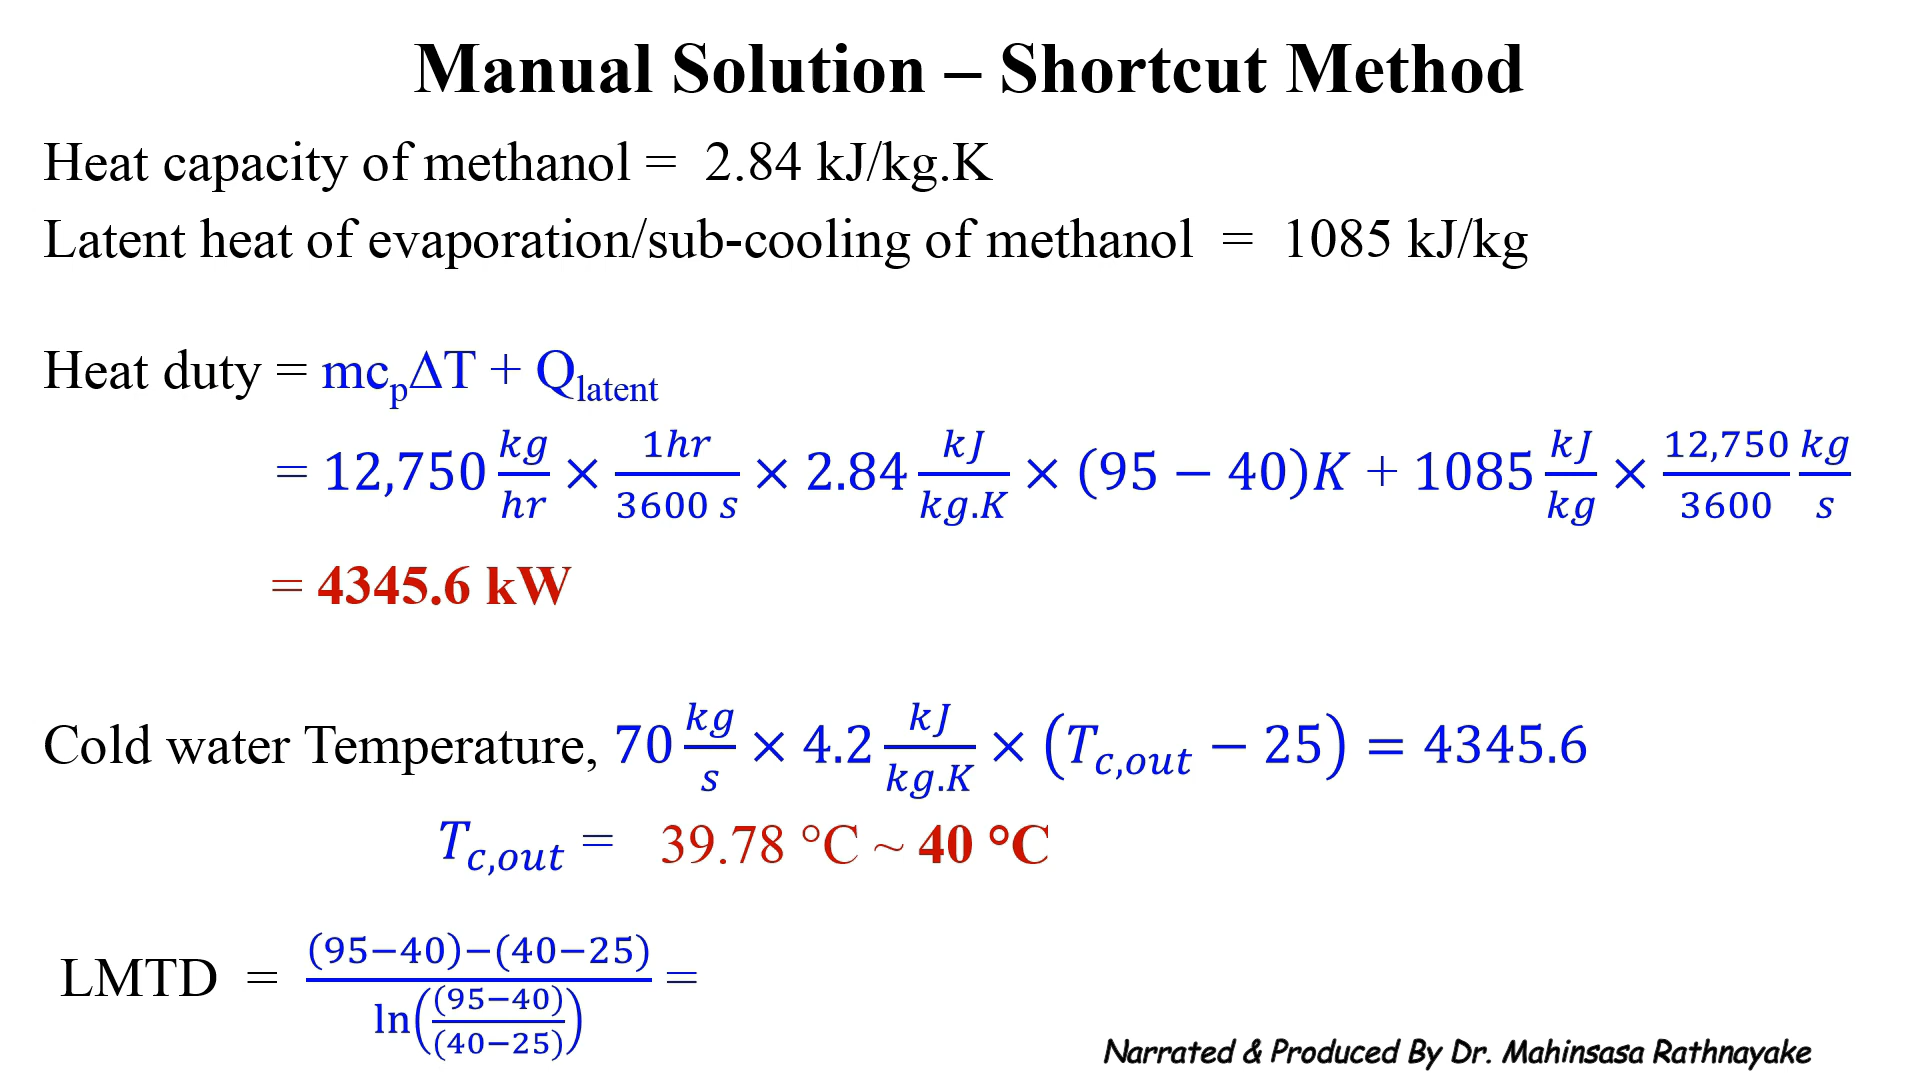 Manual Solution – Shortcut Method
Heat capacity of methanol = 2.84 kJ/kg.K
Latent heat of evaporation/sub-cooling of methanol = 1085 kJ/kg
Heat duty = mc_pΔT + Q_latent
= 12,750 kg/hr × 1hr/3600 s × 2.84 kJ/kg.K × (95 − 40)K + 1085 kJ/kg × 12,750/3600 kg/s
= 4345.6 kW
Cold water Temperature, 70 kg/s × 4.2 kJ/kg.K × (T_c,out − 25) = 4345.6
T_c,out = 39.78 °C ~ 40 °C
LMTD = ((95−40)−(40−25))/(ln((95−40)/(40−25))) =
Narrated & Produced By Dr. Mahinsasa Rathnayake